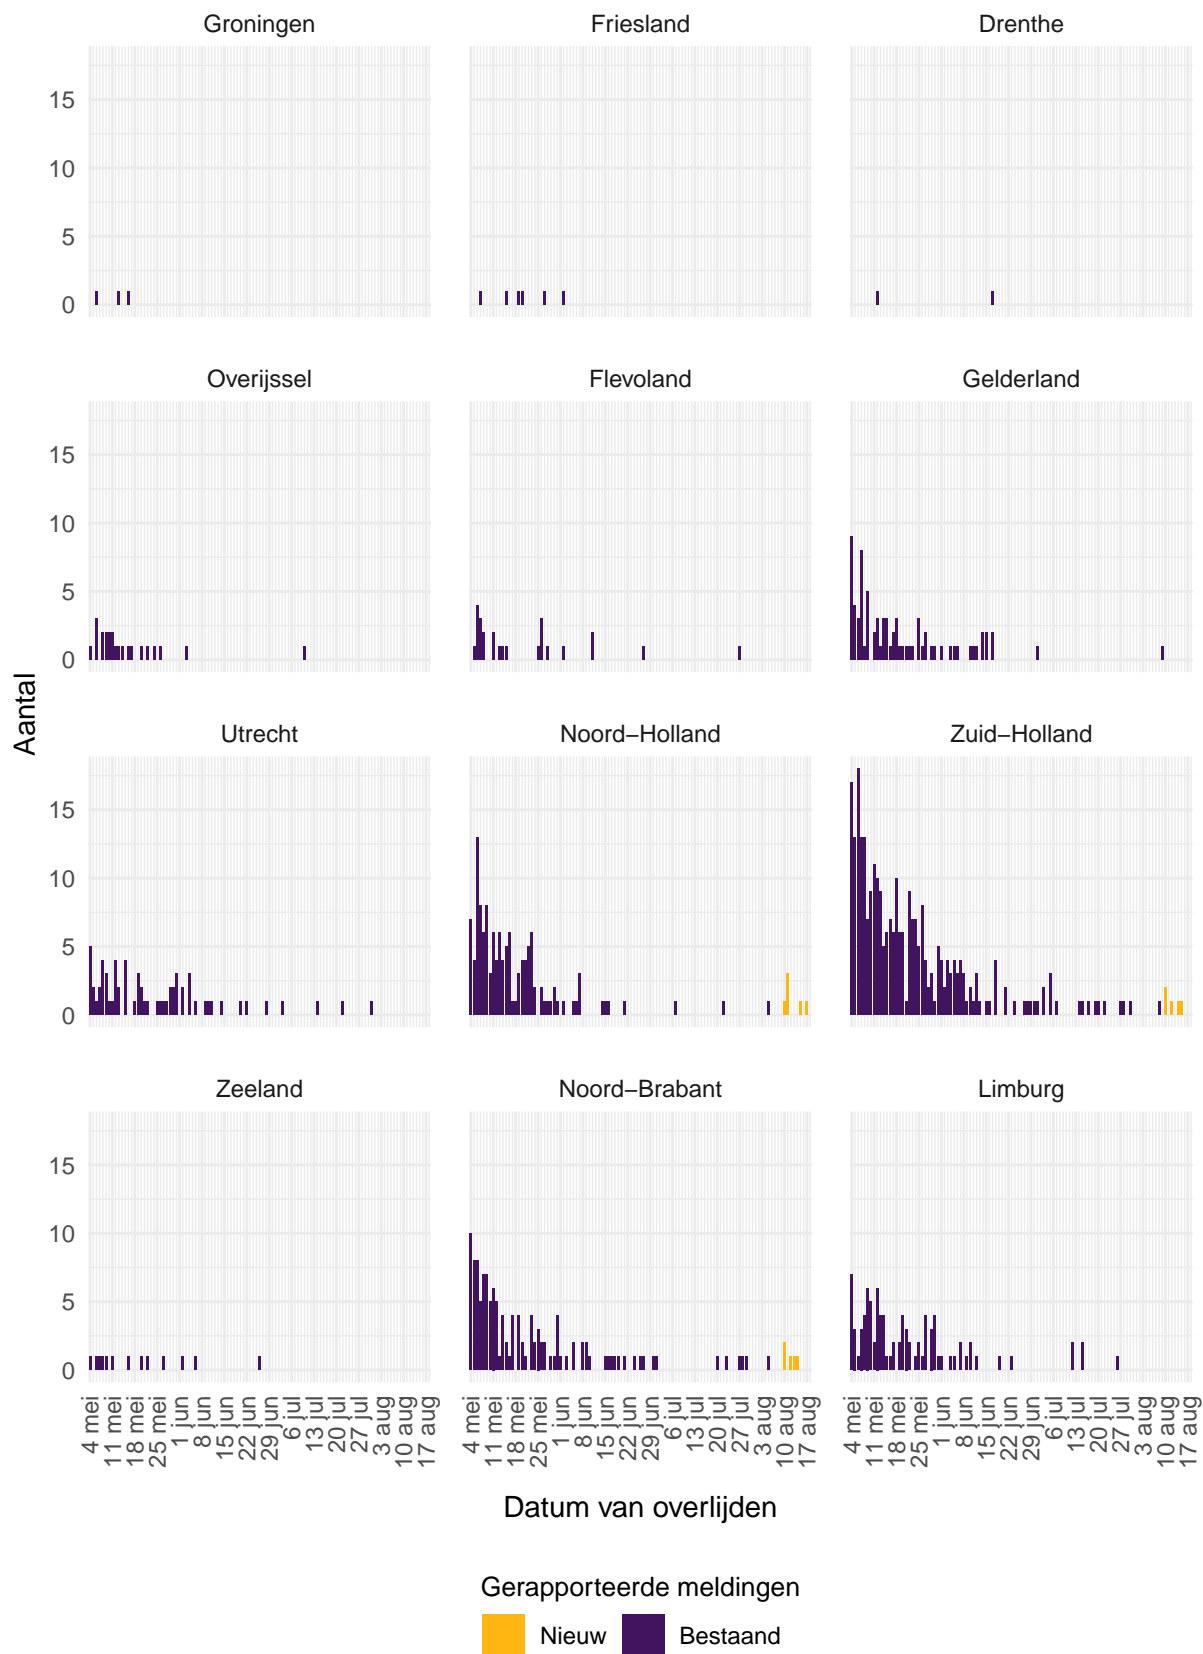 Groningen Friesland Drenthe
15
10
5
0
Overijssel Flevoland Gelderland
15
10
5
0
Aantal
Utrecht Noord−Holland Zuid−Holland
15
10
5
0
Zeeland Noord−Brabant Limburg
15
10
5
0
4 mei 11 mei 18 mei 25 mei 1 jun 8 jun 15 jun 22 jun 29 jun 6 jul 13 jul 20 jul 27 jul 3 aug 10 aug 17 aug
4 mei 11 mei 18 mei 25 mei 1 jun 8 jun 15 jun 22 jun 29 jun 6 jul 13 jul 20 jul 27 jul 3 aug 10 aug 17 aug
4 mei 11 mei 18 mei 25 mei 1 jun 8 jun 15 jun 22 jun 29 jun 6 jul 13 jul 20 jul 27 jul 3 aug 10 aug 17 aug
Datum van overlijden
Gerapporteerde meldingen
Nieuw Bestaand